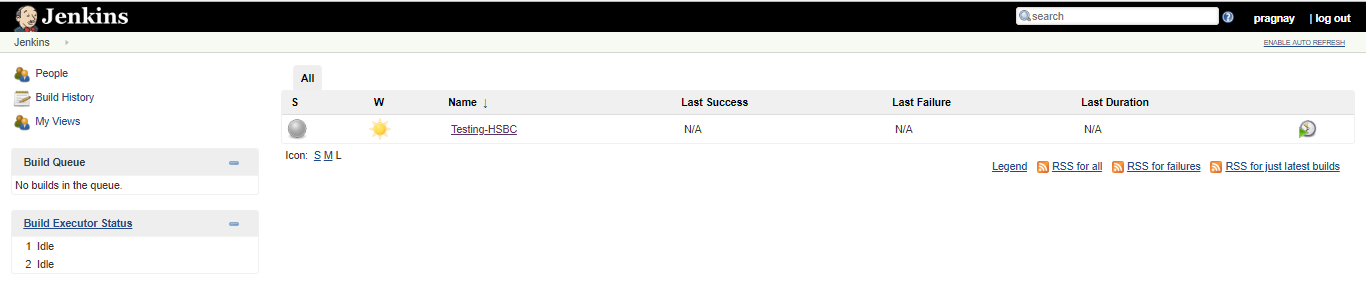 Jenkins
search
pragnay | log out
Jenkins
ENABLE AUTO REFRESH
People
Build History
My Views
Build Queue
No builds in the queue.
Build Executor Status
1 Idle
2 Idle
All
S W Name ↓ Last Success Last Failure Last Duration
Testing-HSBC N/A N/A N/A
Icon: S M L
Legend RSS for all RSS for failures RSS for just latest builds